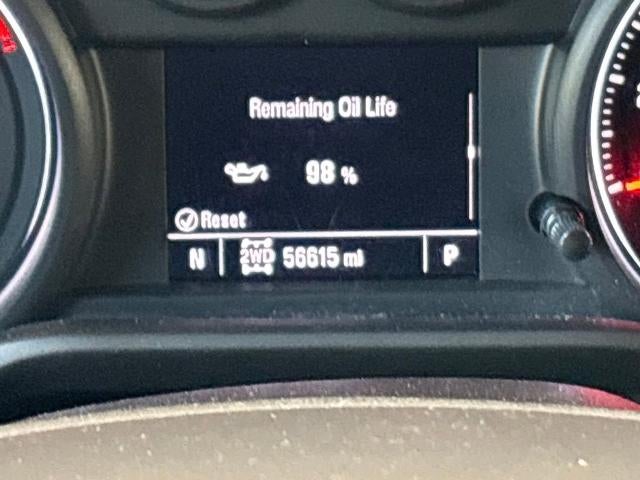 Remaining Oil Life
98 %
Reset
N 2WD 56615 mi P